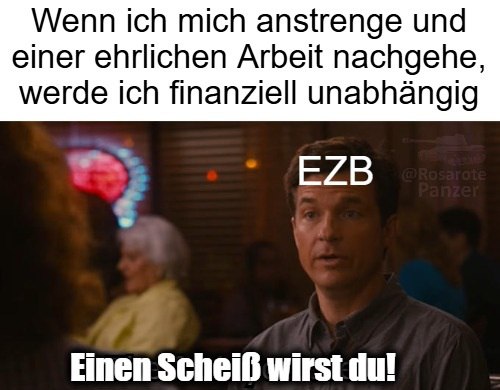 Wenn ich mich anstrenge und
einer ehrlichen Arbeit nachgehe,
werde ich finanziell unabhängig
EZB
@Rosarote
Panzer
Einen Scheiß wirst du!